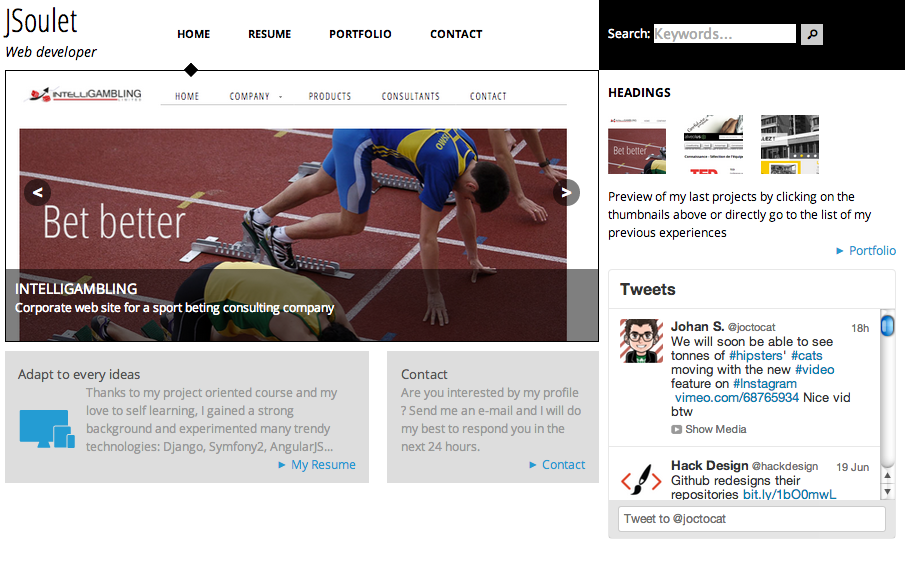 JSoulet
Web developer
HOME RESUME PORTFOLIO CONTACT
Search: Keywords...
INTELLIGAMBLING
LIMITED
HOME COMPANY PRODUCTS CONSULTANTS CONTACT
Bet better
< >
INTELLIGAMBLING
Corporate web site for a sport beting consulting company
Adapt to every ideas
Thanks to my project oriented course and my
love to self learning, I gained a strong
background and experimented many trendy
technologies: Django, Symfony2, AngularJS...
► My Resume
Contact
Are you interested by my profile
? Send me an e-mail and I will do
my best to respond you in the
next 24 hours.
► Contact
HEADINGS
Bet better
TED
Preview of my last projects by clicking on the
thumbnails above or directly go to the list of my
previous experiences
► Portfolio
Tweets
Johan S. @joctocat 18h
We will soon be able to see
tonnes of #hipsters' #cats
moving with the new #video
feature on #Instagram
vimeo.com/68765934 Nice vid
btw
Show Media
Hack Design @hackdesign 19 Jun
Github redesigns their
repositories bit.ly/1bO0mwL
Tweet to @joctocat